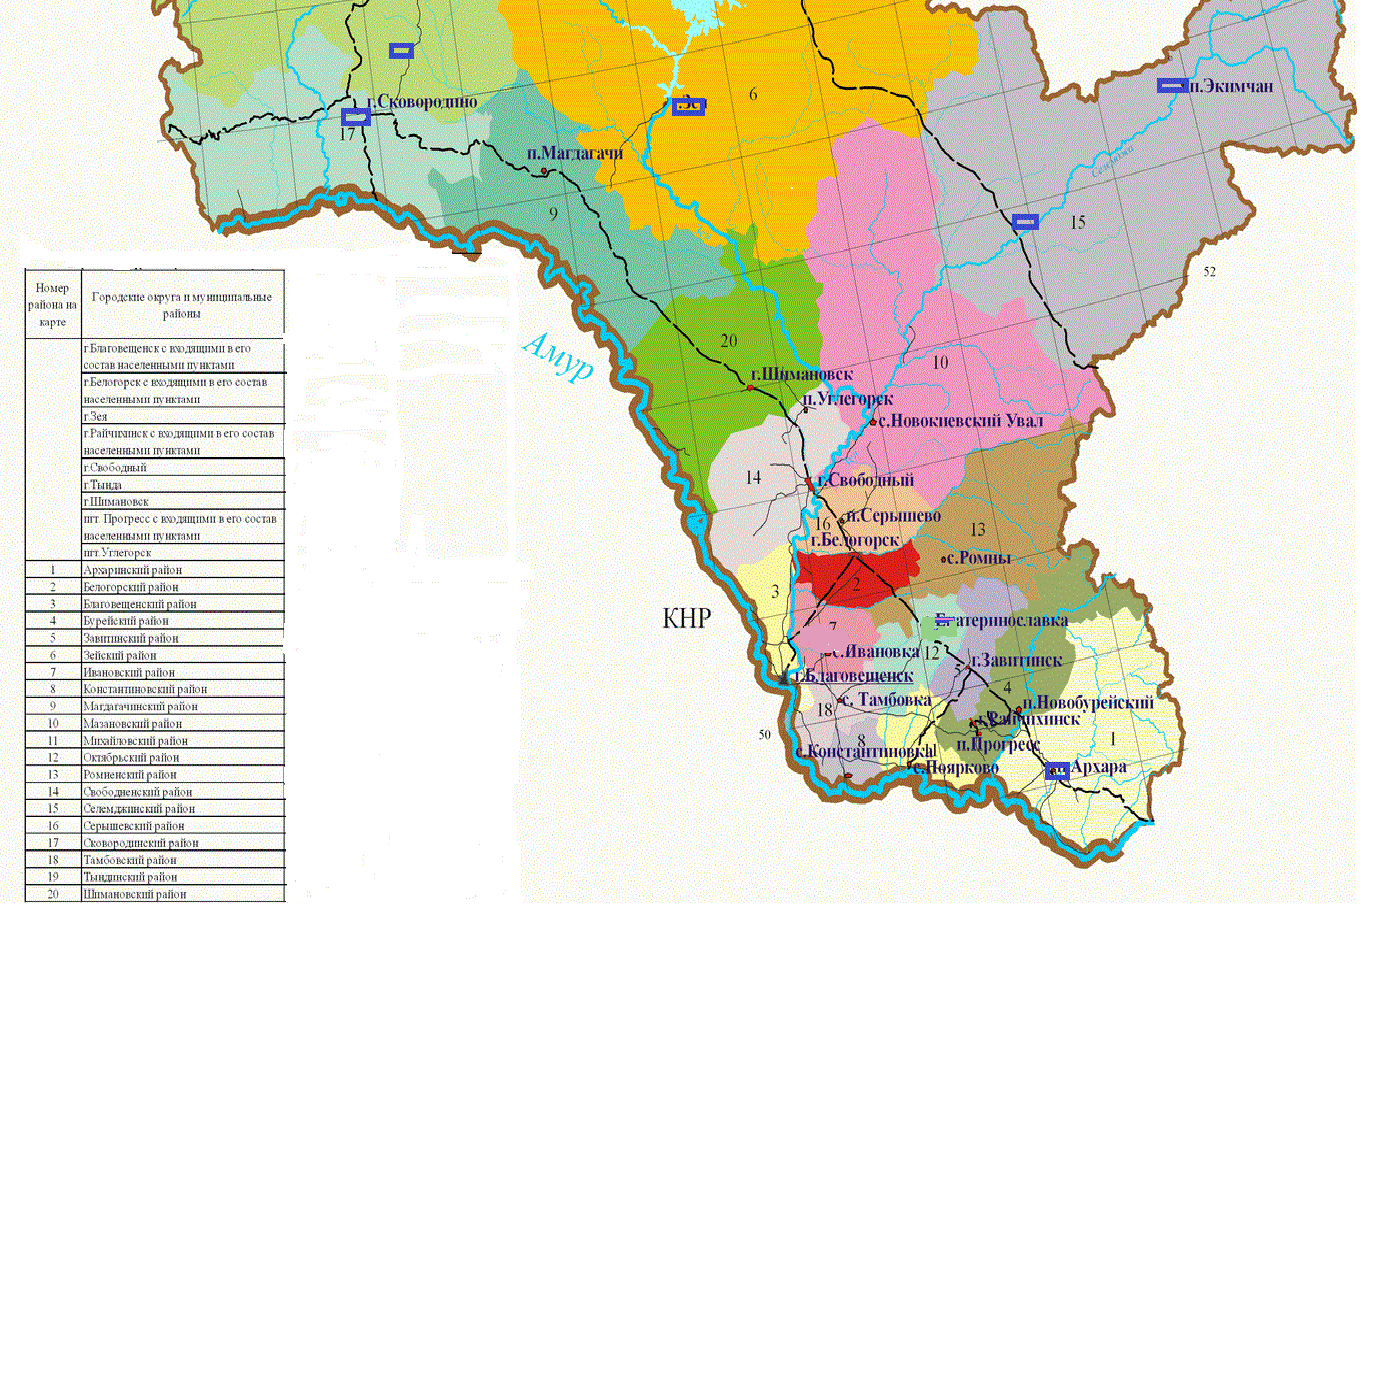 г.Сковородино
17
п.Магдагачи
9
г.Зея
6
п.Экимчан
Селемджа
15
52
20
10
Амур
г.Шимановск
п.Углегорск
с.Новокиевский Увал
14
г.Свободный
16
п.Серышево
г.Белогорск
13
с.Ромны
2
3
КНР
7
Екатеринославка
с.Ивановка
12
г.Завитинск
5
г.Благовещенск
4
с. Тамбовка
18
п.Новобурейский
г.Райчихинск
50
8
п.Прогресс
1
с.Константиновка
11
с.Поярково
Архара
Номер
района на
карте
Городские округа и муниципальные
районы
г.Благовещенск с входящими в его
состав населенными пунктами
г.Белогорск с входящими в его состав
населенными пунктами
г.Зея
г.Райчихинск с входящими в его состав
населенными пунктами
г.Свободный
г.Тында
г.Шимановск
пгт. Прогресс с входящими в его состав
населенными пунктами
пгт.Углегорск
1 Архаринский район
2 Белогорский район
3 Благовещенский район
4 Бурейский район
5 Завитинский район
6 Зейский район
7 Ивановский район
8 Константиновский район
9 Магдагачинский район
10 Мазановский район
11 Михайловский район
12 Октябрьский район
13 Ромненский район
14 Свободненский район
15 Селемджинский район
16 Серышевский район
17 Сковородинский район
18 Тамбовский район
19 Тындинский район
20 Шимановский район